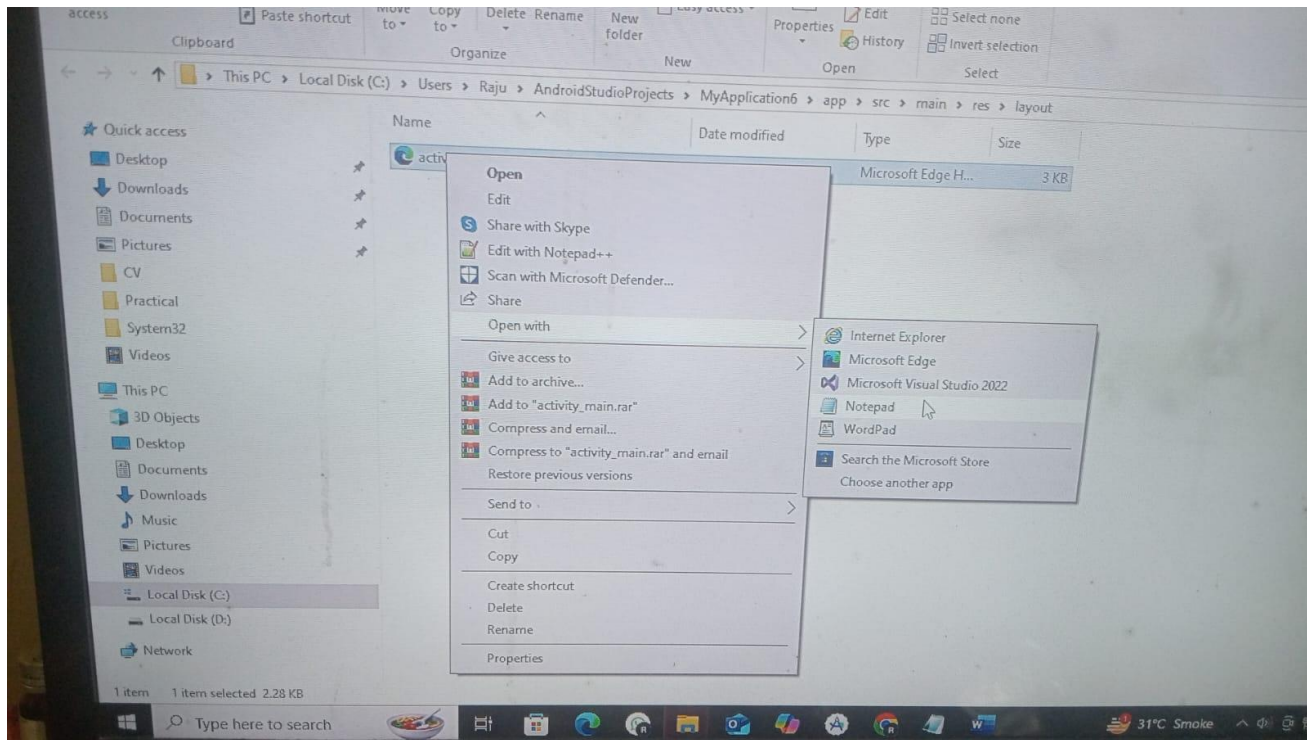 access
Paste shortcut
Move to
Copy to
Delete
Rename
New folder
Easy access
Properties
Edit
History
Select none
Invert selection
Clipboard
Organize
New
Open
Select
This PC > Local Disk (C:) > Users > Raju > AndroidStudioProjects > MyApplication6 > app > src > main > res > layout
Name
Date modified
Type
Size
activ
Microsoft Edge H...
3 KB
Quick access
Desktop
Downloads
Documents
Pictures
CV
Practical
System32
Videos
This PC
3D Objects
Desktop
Documents
Downloads
Music
Pictures
Videos
Local Disk (C:)
Local Disk (D:)
Network
Open
Edit
Share with Skype
Edit with Notepad++
Scan with Microsoft Defender...
Share
Open with
Give access to
Add to archive...
Add to "activity_main.rar"
Compress and email...
Compress to "activity_main.rar" and email
Restore previous versions
Send to
Cut
Copy
Create shortcut
Delete
Rename
Properties
Internet Explorer
Microsoft Edge
Microsoft Visual Studio 2022
Notepad
WordPad
Search the Microsoft Store
Choose another app
1 item 1 item selected 2.28 KB
Type here to search
31°C Smoke